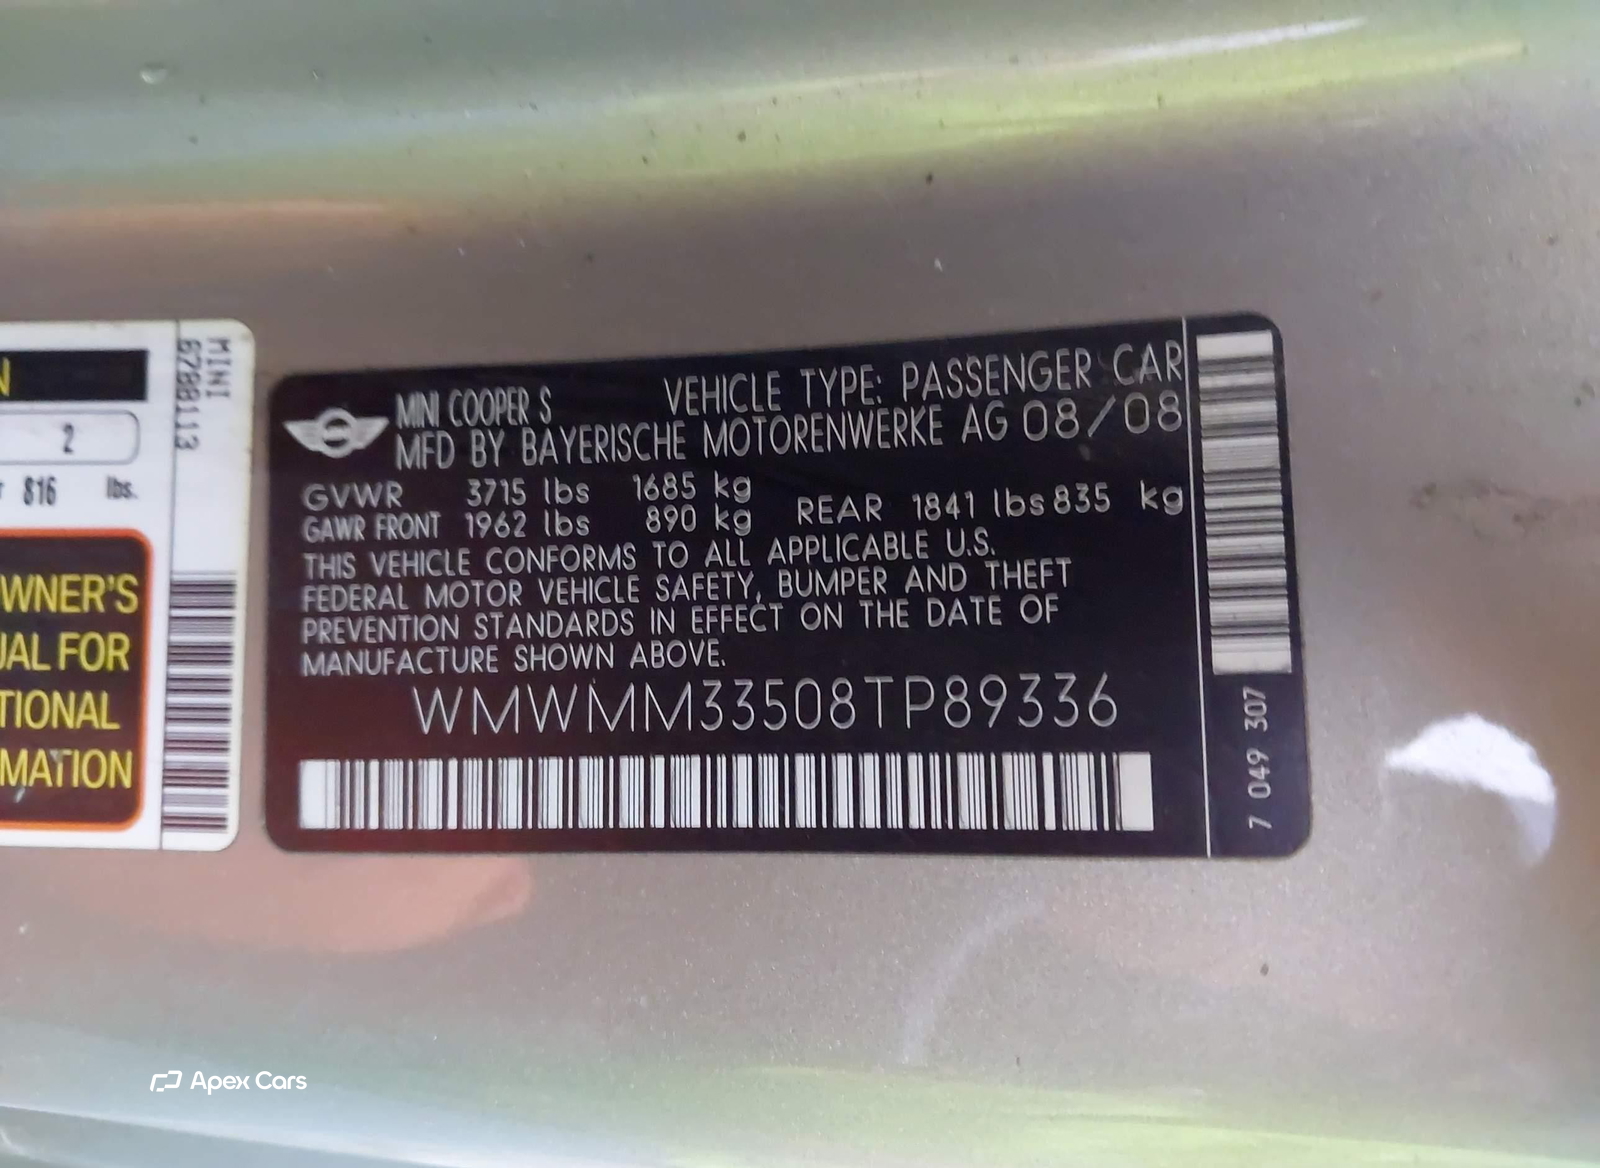 N
2
816 lbs.
WNER'S
UAL FOR
TIONAL
MATION
MINI
6788113
MINI COOPER S VEHICLE TYPE: PASSENGER CAR
MFD BY BAYERISCHE MOTORENWERKE AG 08/08
GVWR 3715 lbs 1685 kg
GAWR FRONT 1962 lbs 890 kg REAR 1841 lbs 835 kg
THIS VEHICLE CONFORMS TO ALL APPLICABLE U.S.
FEDERAL MOTOR VEHICLE SAFETY, BUMPER AND THEFT
PREVENTION STANDARDS IN EFFECT ON THE DATE OF
MANUFACTURE SHOWN ABOVE.
WMWMM33508TP89336
7 049 307
Apex Cars